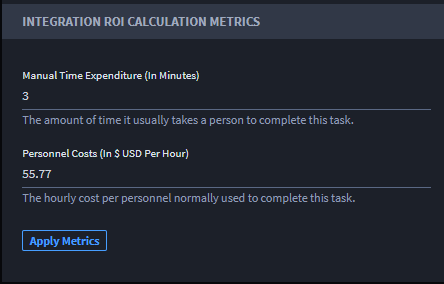 INTEGRATION ROI CALCULATION METRICS
Manual Time Expenditure (In Minutes)
3
The amount of time it usually takes a person to complete this task.
Personnel Costs (In $ USD Per Hour)
55.77
The hourly cost per personnel normally used to complete this task.
Apply Metrics